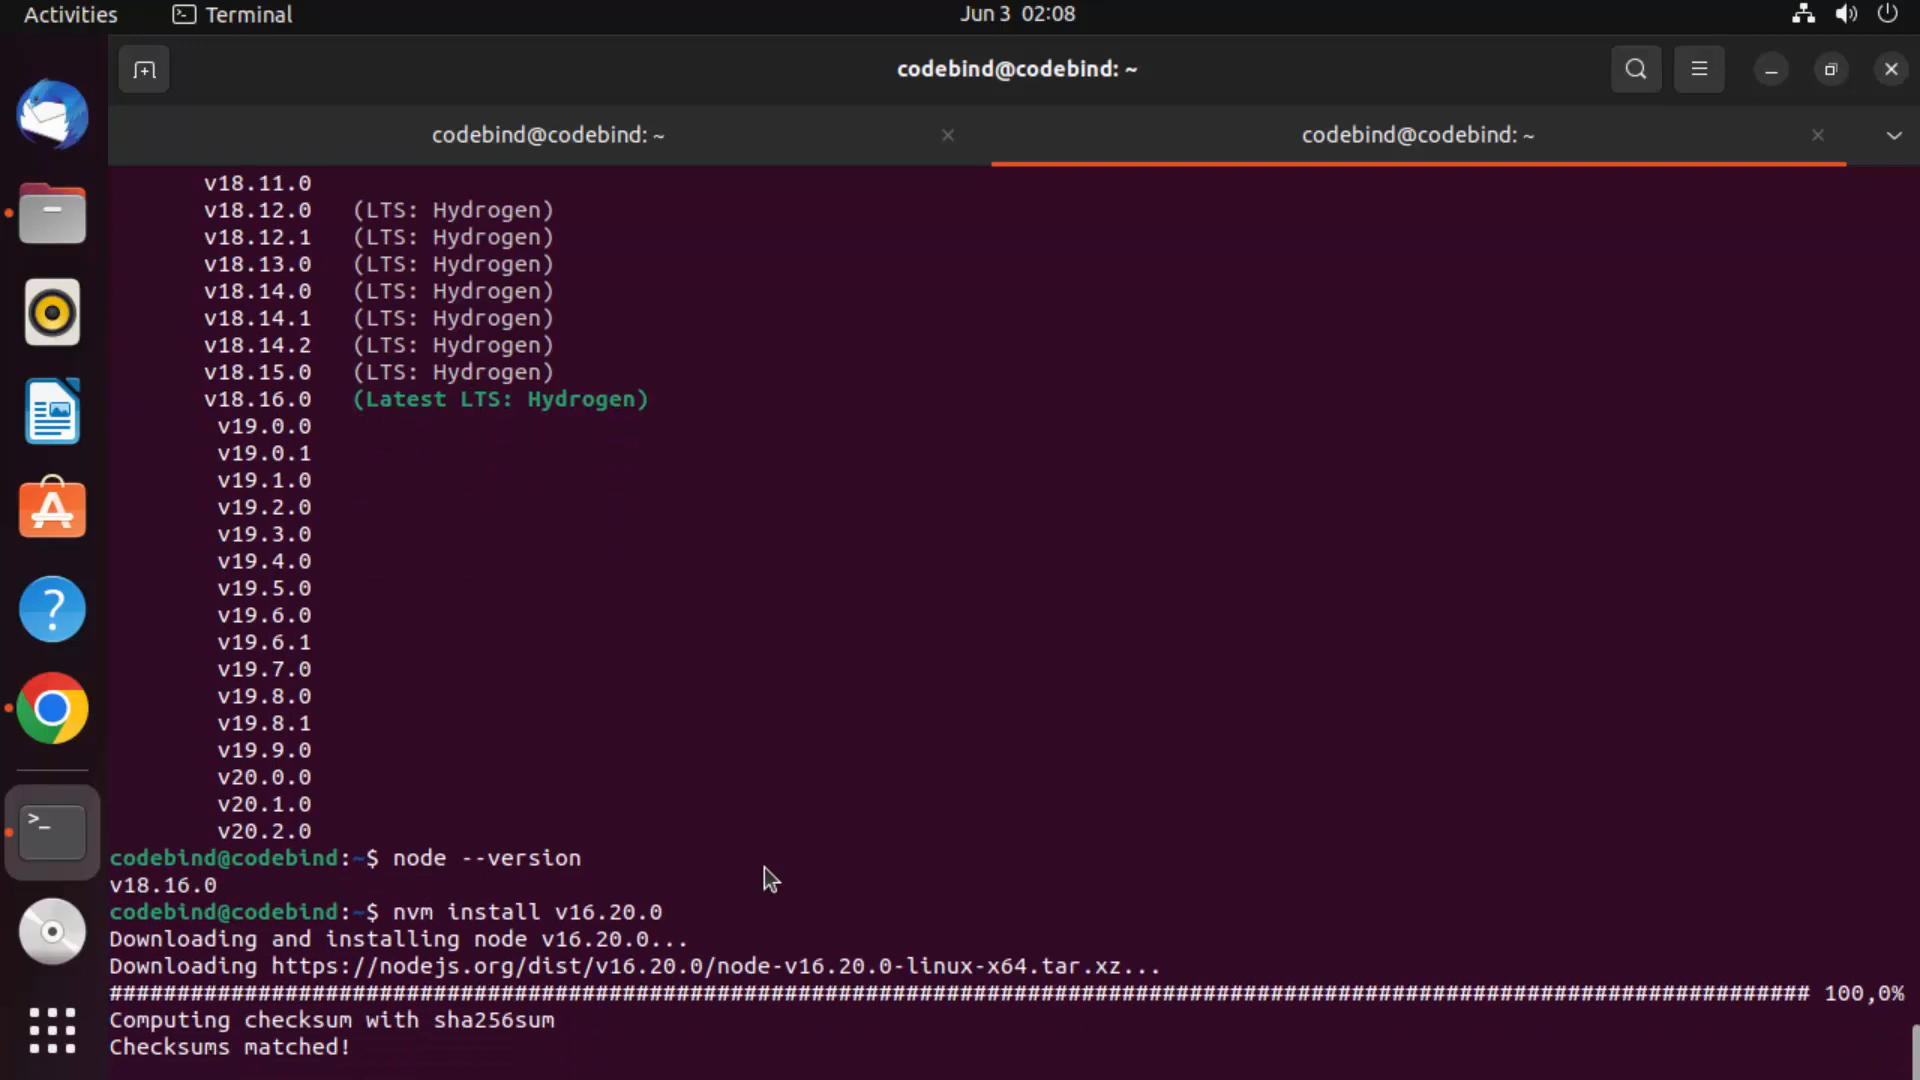 Activities Terminal Jun 3 02:08
codebind@codebind: ~
codebind@codebind: ~ codebind@codebind: ~
v18.11.0
v18.12.0 (LTS: Hydrogen)
v18.12.1 (LTS: Hydrogen)
v18.13.0 (LTS: Hydrogen)
v18.14.0 (LTS: Hydrogen)
v18.14.1 (LTS: Hydrogen)
v18.14.2 (LTS: Hydrogen)
v18.15.0 (LTS: Hydrogen)
v18.16.0 (Latest LTS: Hydrogen)
v19.0.0
v19.0.1
v19.1.0
v19.2.0
v19.3.0
v19.4.0
v19.5.0
v19.6.0
v19.6.1
v19.7.0
v19.8.0
v19.8.1
v19.9.0
v20.0.0
v20.1.0
v20.2.0
codebind@codebind:~$ node --version
v18.16.0
codebind@codebind:~$ nvm install v16.20.0
Downloading and installing node v16.20.0...
Downloading https://nodejs.org/dist/v16.20.0/node-v16.20.0-linux-x64.tar.xz...
############################################################################################################################## 100,0%
Computing checksum with sha256sum
Checksums matched!